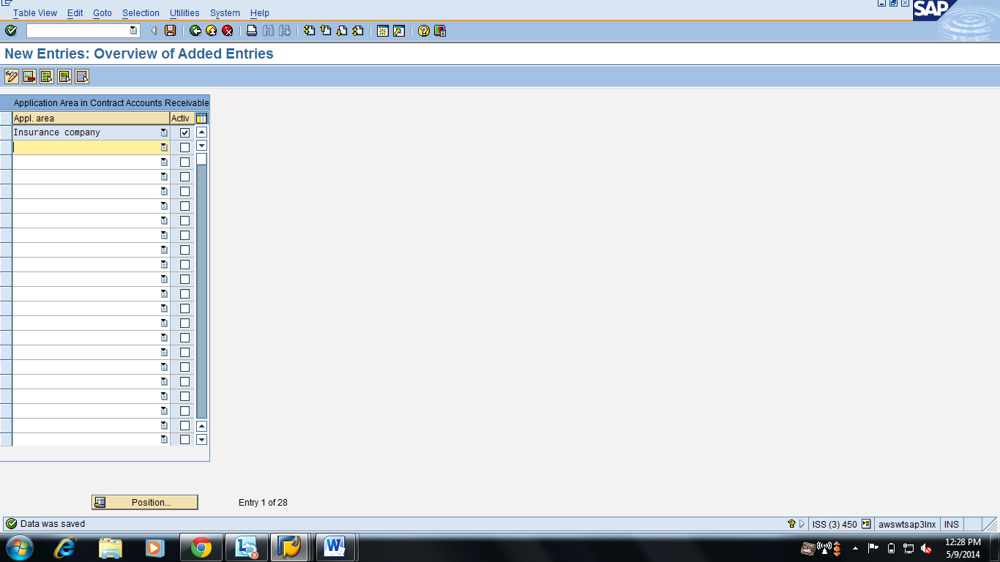 Table View Edit Goto Selection Utilities System Help
SAP
New Entries: Overview of Added Entries
Application Area in Contract Accounts Receivable
Appl. area Activ
Insurance company
Position... Entry 1 of 28
Data was saved ISS (3) 450 awswtsap3lnx INS
12:28 PM
5/9/2014